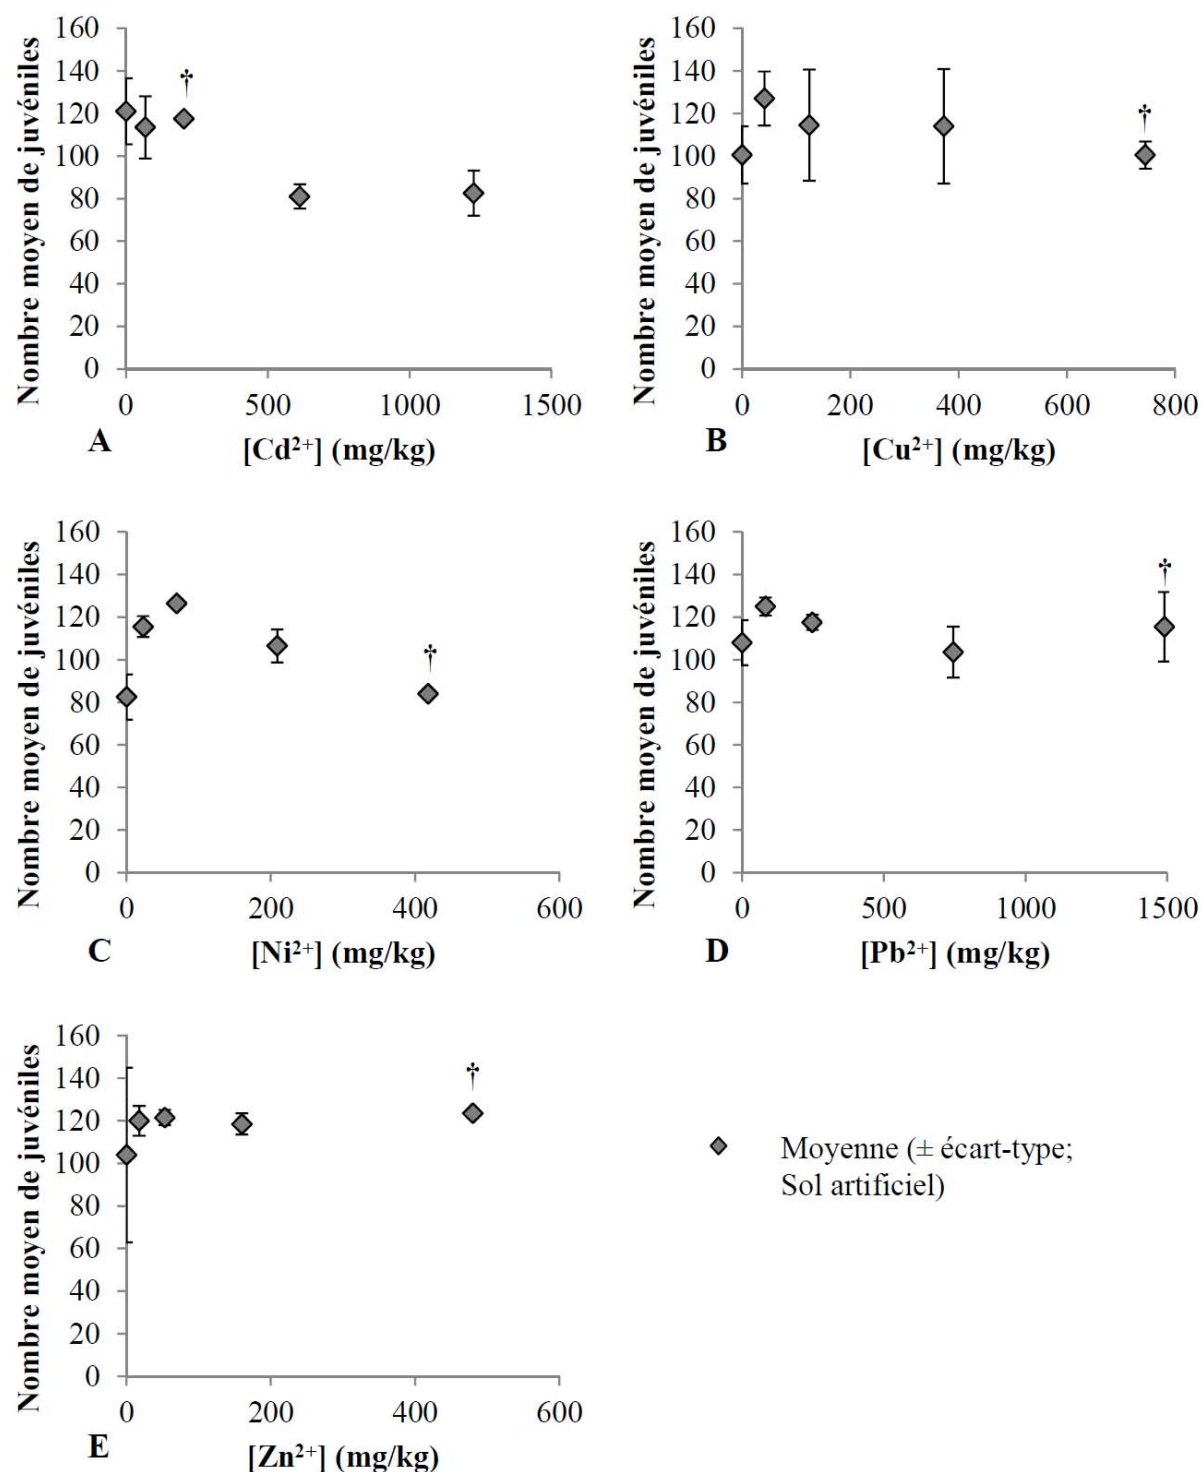 Nombre moyen de juvéniles
160
140
120
100
80
60
40
20
0
†
0 500 1000 1500
A
[Cd²⁺] (mg/kg)
Nombre moyen de juvéniles
160
140
120
100
80
60
40
20
0
†
0 200 400 600 800
B
[Cu²⁺] (mg/kg)
Nombre moyen de juvéniles
160
140
120
100
80
60
40
20
0
†
0 200 400 600
C
[Ni²⁺] (mg/kg)
Nombre moyen de juvéniles
160
140
120
100
80
60
40
20
0
†
0 500 1000 1500
D
[Pb²⁺] (mg/kg)
Nombre moyen de juvéniles
160
140
120
100
80
60
40
20
0
†
0 200 400 600
E
[Zn²⁺] (mg/kg)
Moyenne (± écart-type;
Sol artificiel)